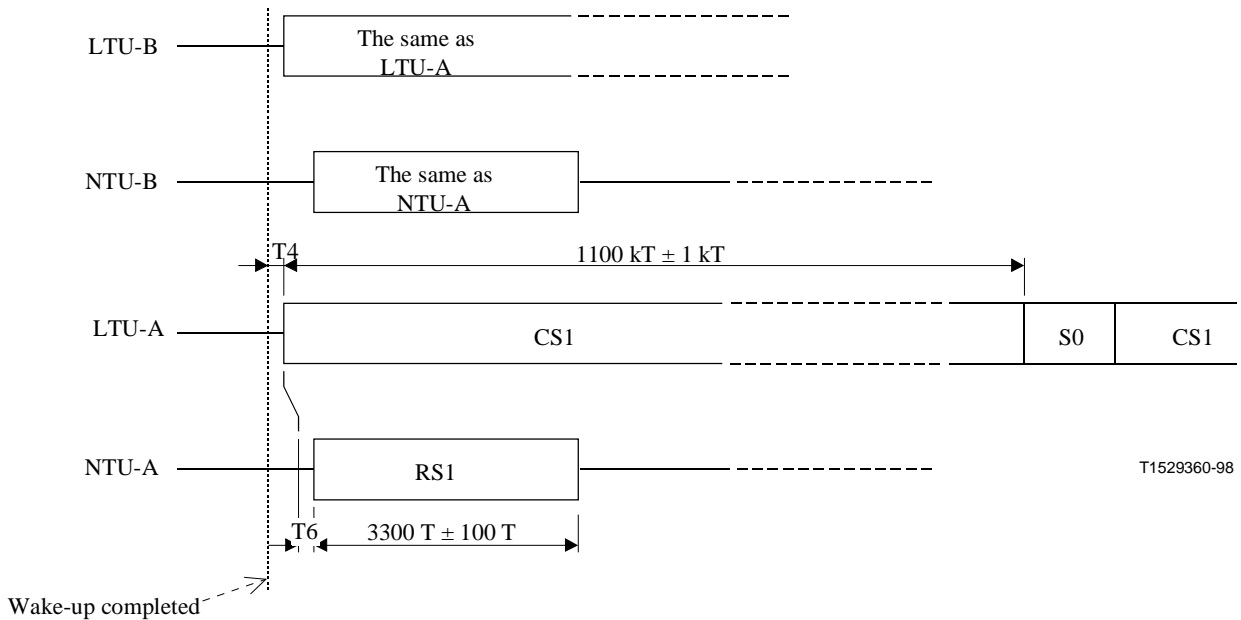 LTU-B
The same as
LTU-A
NTU-B
The same as
NTU-A
T4
1100 kT ± 1 kT
LTU-A
CS1
S0
CS1
NTU-A
RS1
T1529360-98
T6
3300 T ± 100 T
Wake-up completed